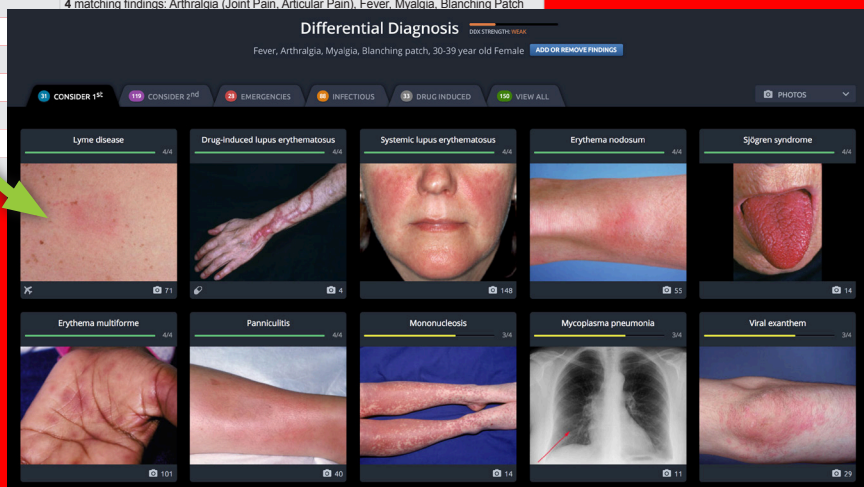 4 matching findings: Arthralgia (Joint Pain, Articular Pain), Fever, Myalgia, Blanching Patch
Differential Diagnosis DDX STRENGTH: WEAK
Fever, Arthralgia, Myalgia, Blanching patch, 30-39 year old Female ADD OR REMOVE FINDINGS
31 CONSIDER 1st 119 CONSIDER 2nd 28 EMERGENCIES 88 INFECTIOUS 33 DRUG INDUCED 150 VIEW ALL PHOTOS
Lyme disease Drug-induced lupus erythematosus Systemic lupus erythematosus Erythema nodosum Sjögren syndrome
4/4 4/4 4/4 4/4 4/4
71 4 148 55 14
Erythema multiforme Panniculitis Mononucleosis Mycoplasma pneumonia Viral exanthem
4/4 4/4 3/4 3/4 3/4
101 40 14 11 29